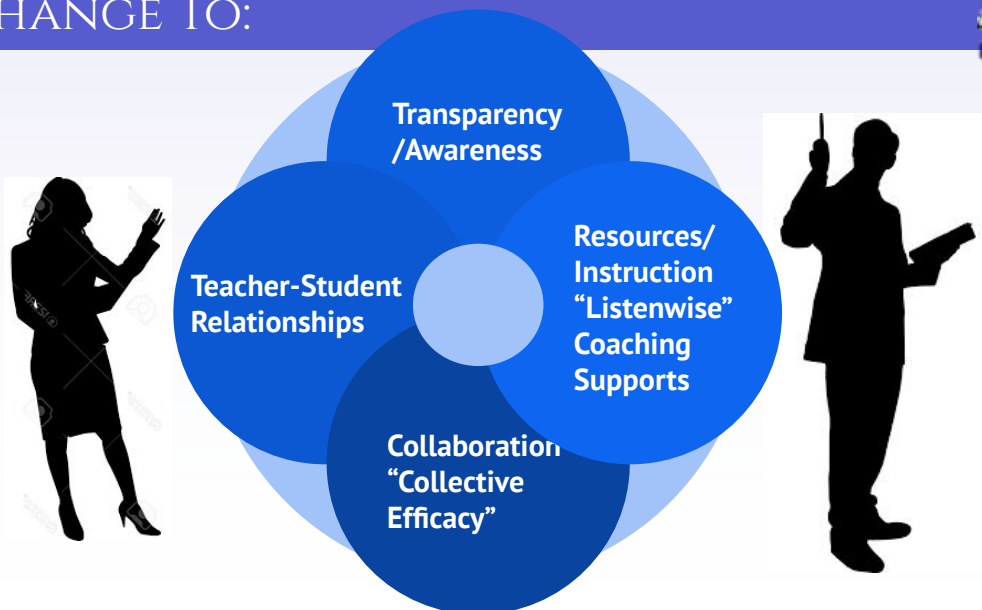 HANGE TO:
Transparency
/Awareness
Teacher-Student
Relationships
Resources/
Instruction
“Listenwise”
Coaching
Supports
Collaboration
“Collective
Efficacy”